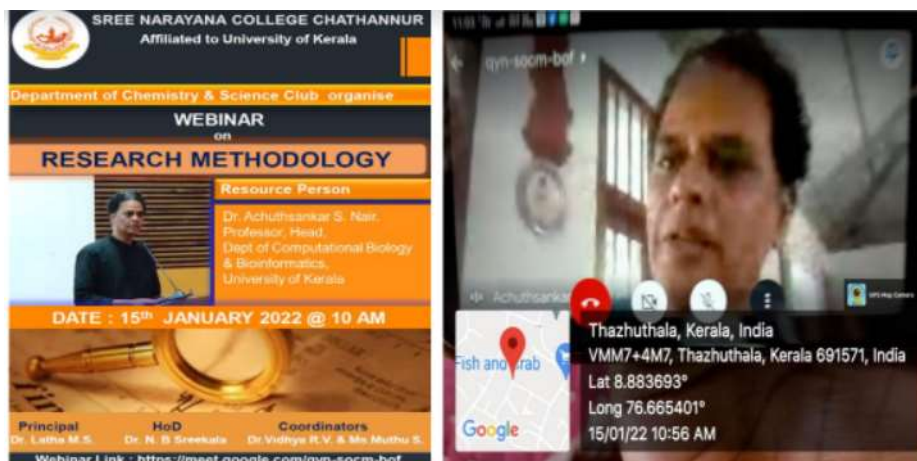 SREE NARAYANA COLLEGE CHATHANNUR
Affiliated to University of Kerala
Department of Chemistry & Science Club organise
WEBINAR
on
RESEARCH METHODOLOGY
Resource Person
Dr. Achuthsankar S. Nair,
Professor, Head,
Dept of Computational Biology
& Bioinformatics,
University of Kerala
DATE : 15th JANUARY 2022 @ 10 AM
Principal HoD Coordinators
Dr. Latha M.S. Dr. N. B Sreekala Dr.Vidhya R.V. & Ms Muthu S.
Webinar Link : https://meet.google.com/qyn-socm-bof
qyn-socm-bof
Achuthsankar
GPS Map Camera
Fish and
Google
Thazhuthala, Kerala, India
VMM7+4M7, Thazhuthala, Kerala 691571, India
Lat 8.883693°
Long 76.665401°
15/01/22 10:56 AM